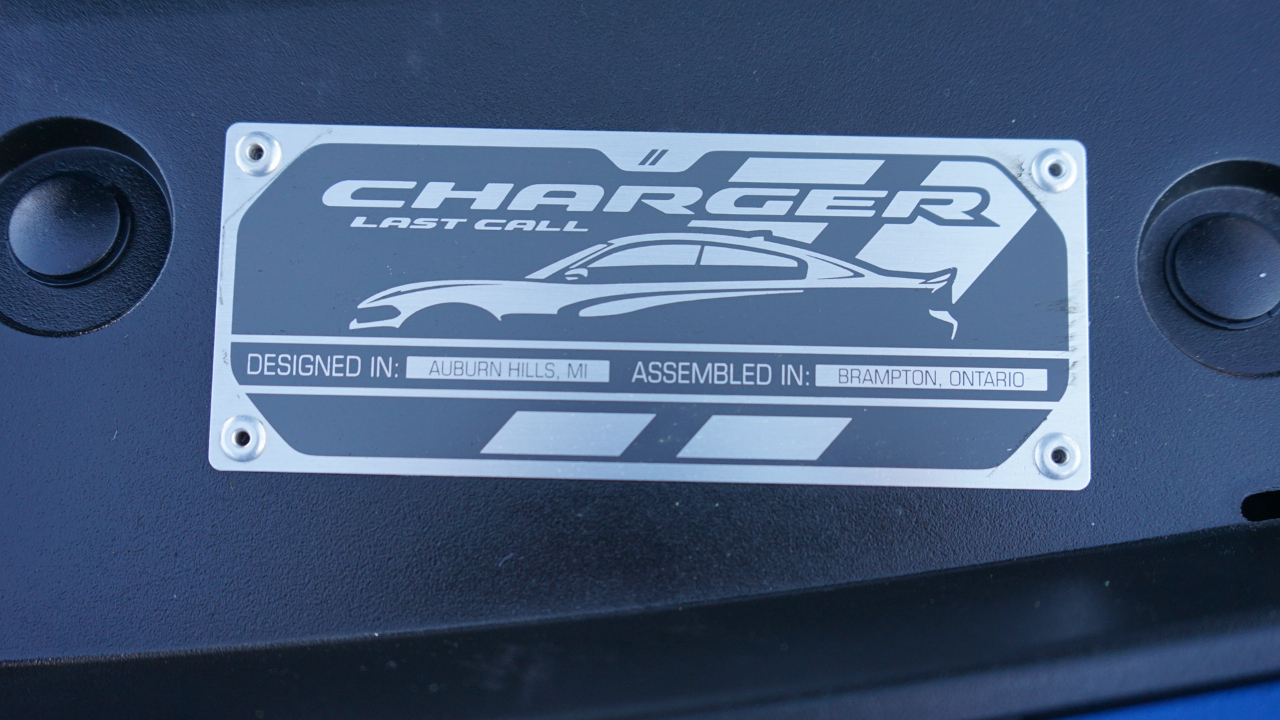 CHARGER
LAST CALL
DESIGNED IN: AUBURN HILLS, MI ASSEMBLED IN: BRAMPTON, ONTARIO